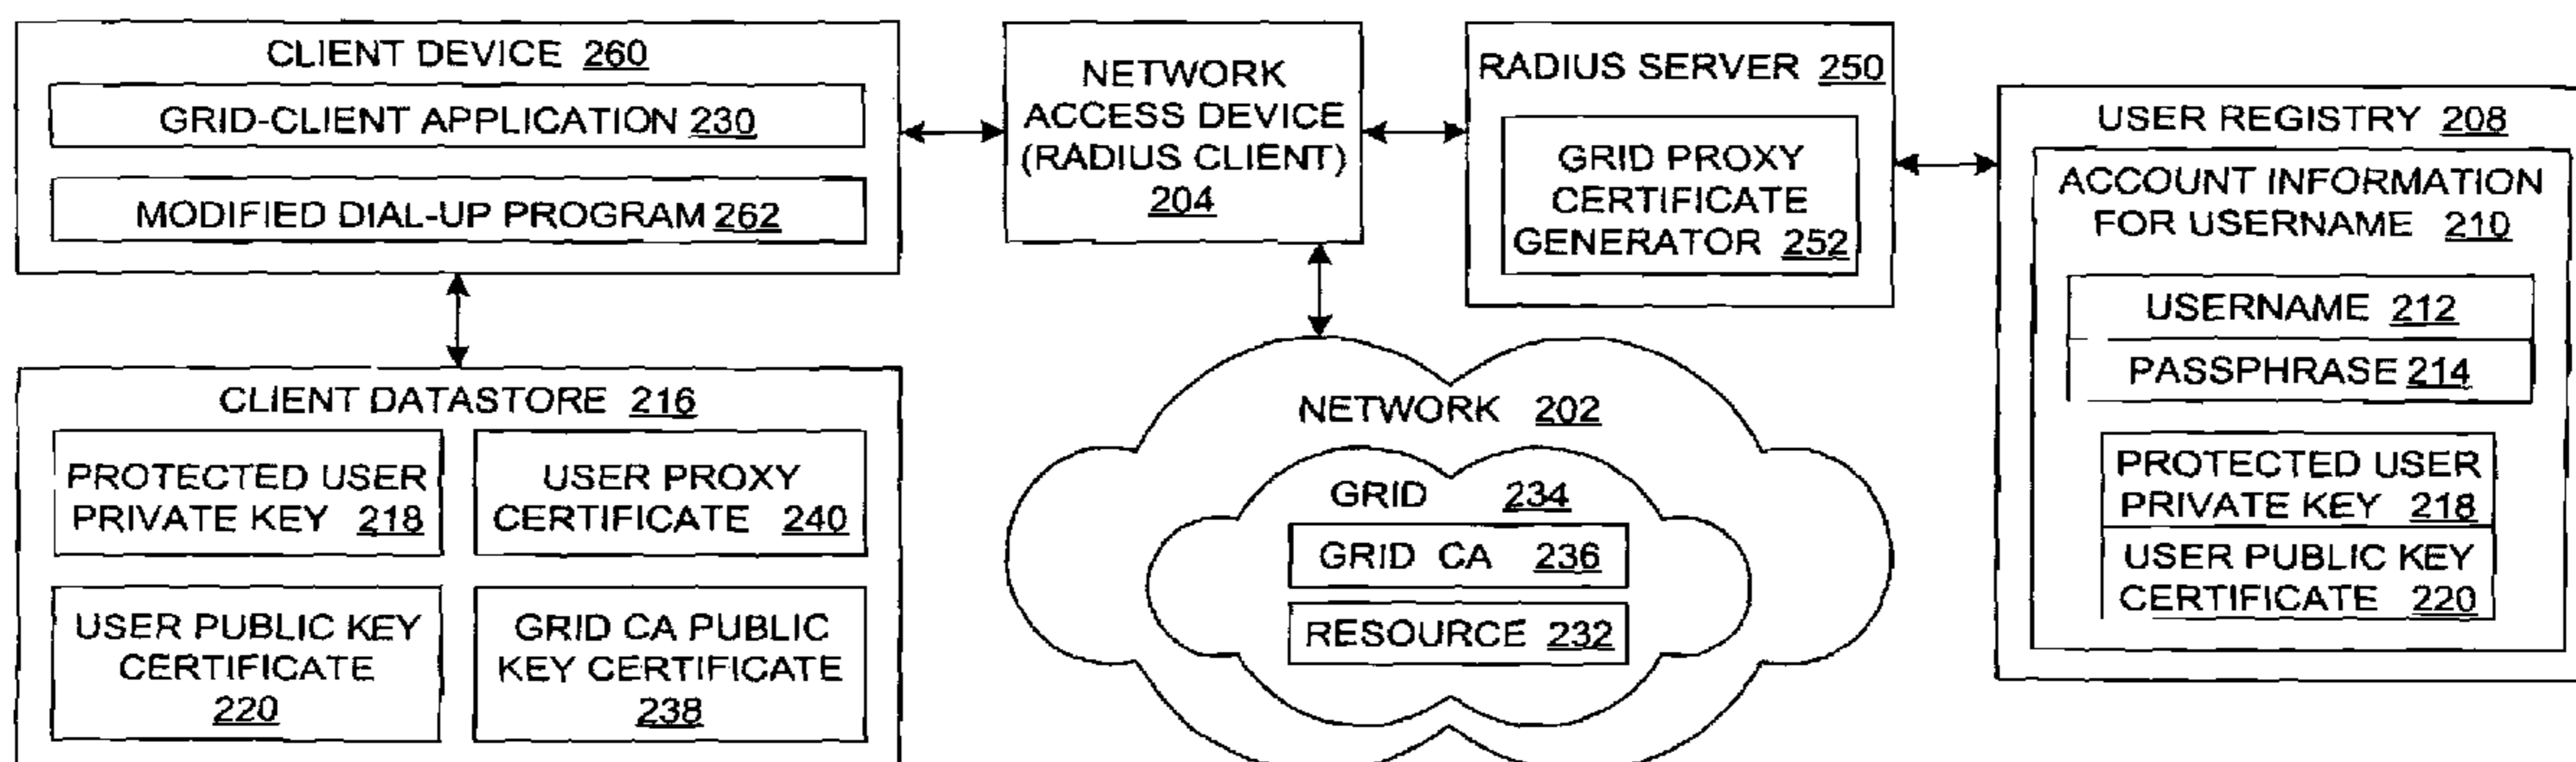 CLIENT DEVICE 260
GRID-CLIENT APPLICATION 230
MODIFIED DIAL-UP PROGRAM 262
NETWORK
ACCESS DEVICE
(RADIUS CLIENT)
204
RADIUS SERVER 250
GRID PROXY
CERTIFICATE
GENERATOR 252
USER REGISTRY 208
ACCOUNT INFORMATION
FOR USERNAME 210
USERNAME 212
PASSPHRASE 214
PROTECTED USER
PRIVATE KEY 218
USER PUBLIC KEY
CERTIFICATE 220
CLIENT DATASTORE 216
PROTECTED USER
PRIVATE KEY 218
USER PROXY
CERTIFICATE 240
USER PUBLIC KEY
CERTIFICATE
220
GRID CA PUBLIC
KEY CERTIFICATE
238
NETWORK 202
GRID 234
GRID CA 236
RESOURCE 232